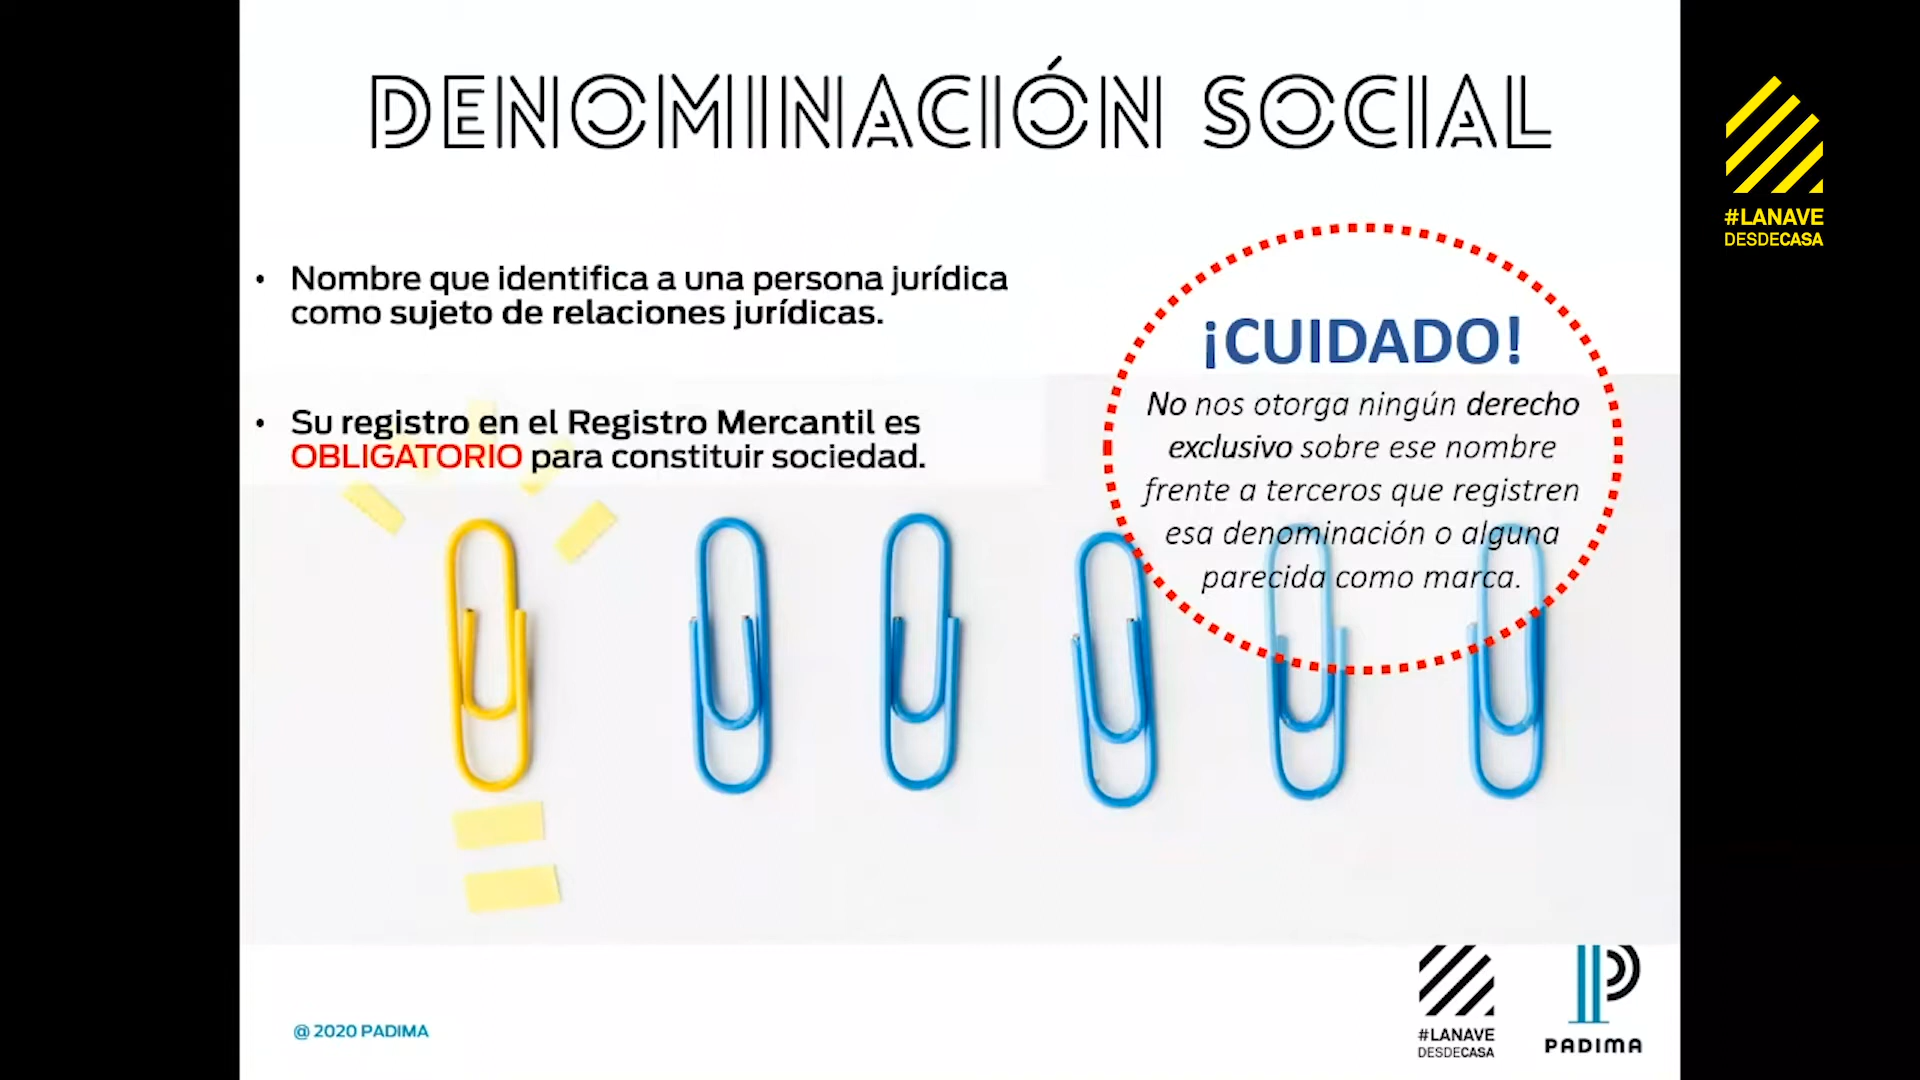 DENOMINACIÓN SOCIAL
#LANAVE
DESDECASA
• Nombre que identifica a una persona jurídica
como sujeto de relaciones jurídicas.
• Su registro en el Registro Mercantil es
OBLIGATORIO para constituir sociedad.
¡CUIDADO!
No nos otorga ningún derecho
exclusivo sobre ese nombre
frente a terceros que registren
esa denominación o alguna
parecida como marca.
@ 2020 PADIMA
#LANAVE
DESDECASA
PADIMA